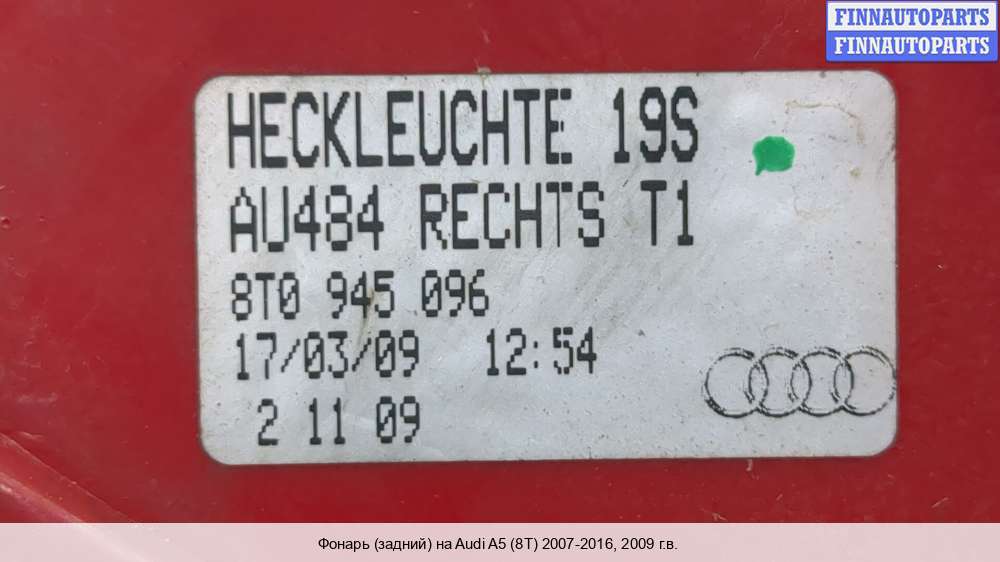 FINNAUTOPARTS
FINNAUTOPARTS
HECKLEUCHTE 19S
AU484 RECHTS T1
8T0 945 096
17/03/09 12:54
2 11 09
Фонарь (задний) на Audi A5 (8T) 2007-2016, 2009 г.в.